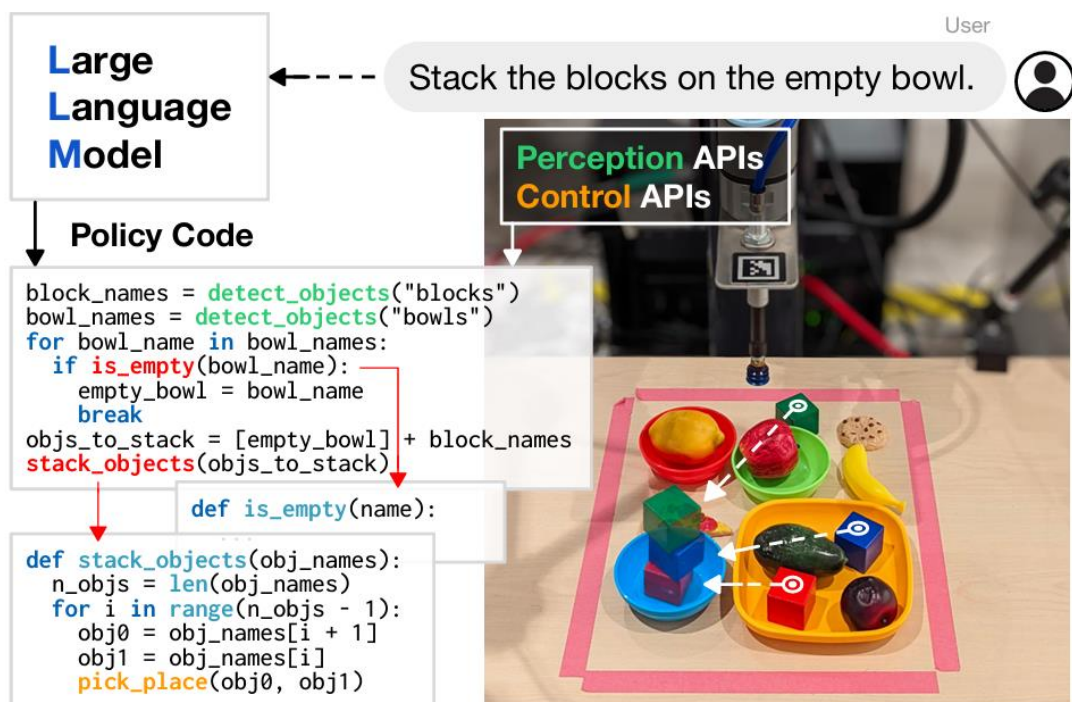 User
Stack the blocks on the empty bowl.
Large
Language
Model
Perception APIs
Control APIs
Policy Code
block_names = detect_objects("blocks")
bowl_names = detect_objects("bowls")
for bowl_name in bowl_names:
  if is_empty(bowl_name):
    empty_bowl = bowl_name
    break
objs_to_stack = [empty_bowl] + block_names
stack_objects(objs_to_stack)
def is_empty(name):
...
def stack_objects(obj_names):
  n_objs = len(obj_names)
  for i in range(n_objs - 1):
    obj0 = obj_names[i + 1]
    obj1 = obj_names[i]
    pick_place(obj0, obj1)